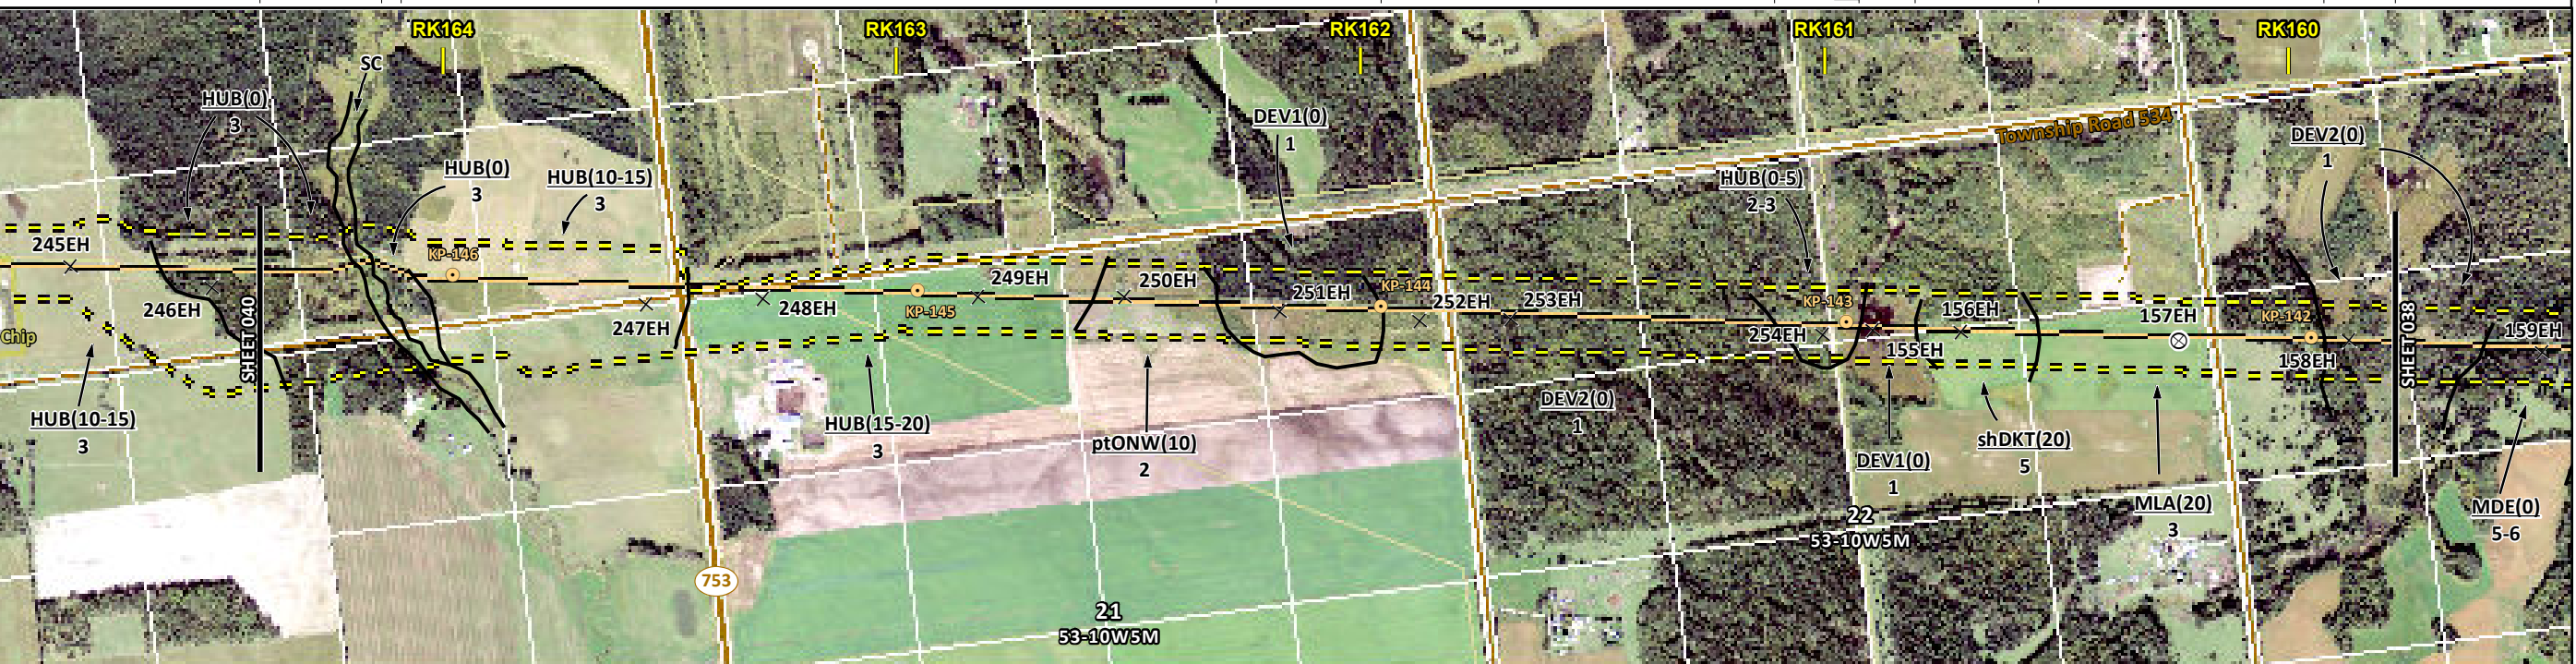 RK164
RK163
RK162
RK161
RK160
SC
HUB(0)
3
HUB(0)
3
HUB(10-15)
3
DEV1(0)
1
HUB(0-5)
2-3
Township Road 534
DEV2(0)
1
245EH
246EH
SHEET 040
KP-146
247EH
248EH
KP-145
249EH
250EH
251EH
KP-144
252EH
253EH
254EH
KP-143
155EH
156EH
157EH
KP-142
158EH
SHEET 038
159EH
Chip
HUB(10-15)
3
HUB(15-20)
3
ptONW(10)
2
DEV2(0)
1
DEV1(0)
1
shDKT(20)
5
MLA(20)
3
MDE(0)
5-6
22
53-10W5M
753
21
53-10W5M